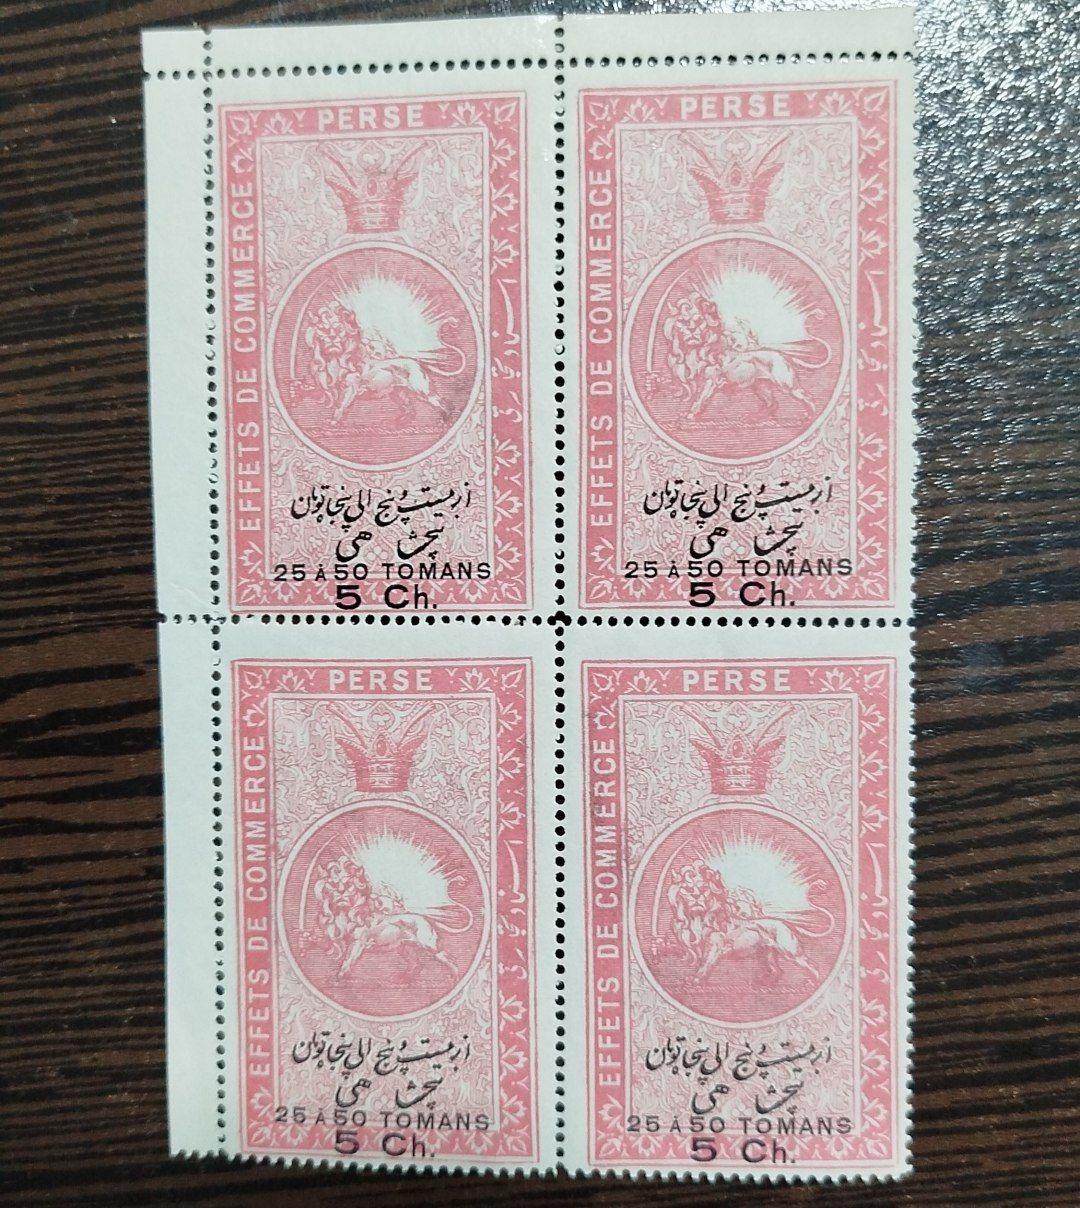 PERSE
EFFETS DE COMMERCE
از بیست و پنج الی پنجاه تومان
پنج شاهی
25 À 50 TOMANS
5 Ch.
PERSE
EFFETS DE COMMERCE
از بیست و پنج الی پنجاه تومان
پنج شاهی
25 À 50 TOMANS
5 Ch.
PERSE
EFFETS DE COMMERCE
از بیست و پنج الی پنجاه تومان
پنج شاهی
25 À 50 TOMANS
5 Ch.
PERSE
EFFETS DE COMMERCE
از بیست و پنج الی پنجاه تومان
پنج شاهی
25 À 50 TOMANS
5 Ch.